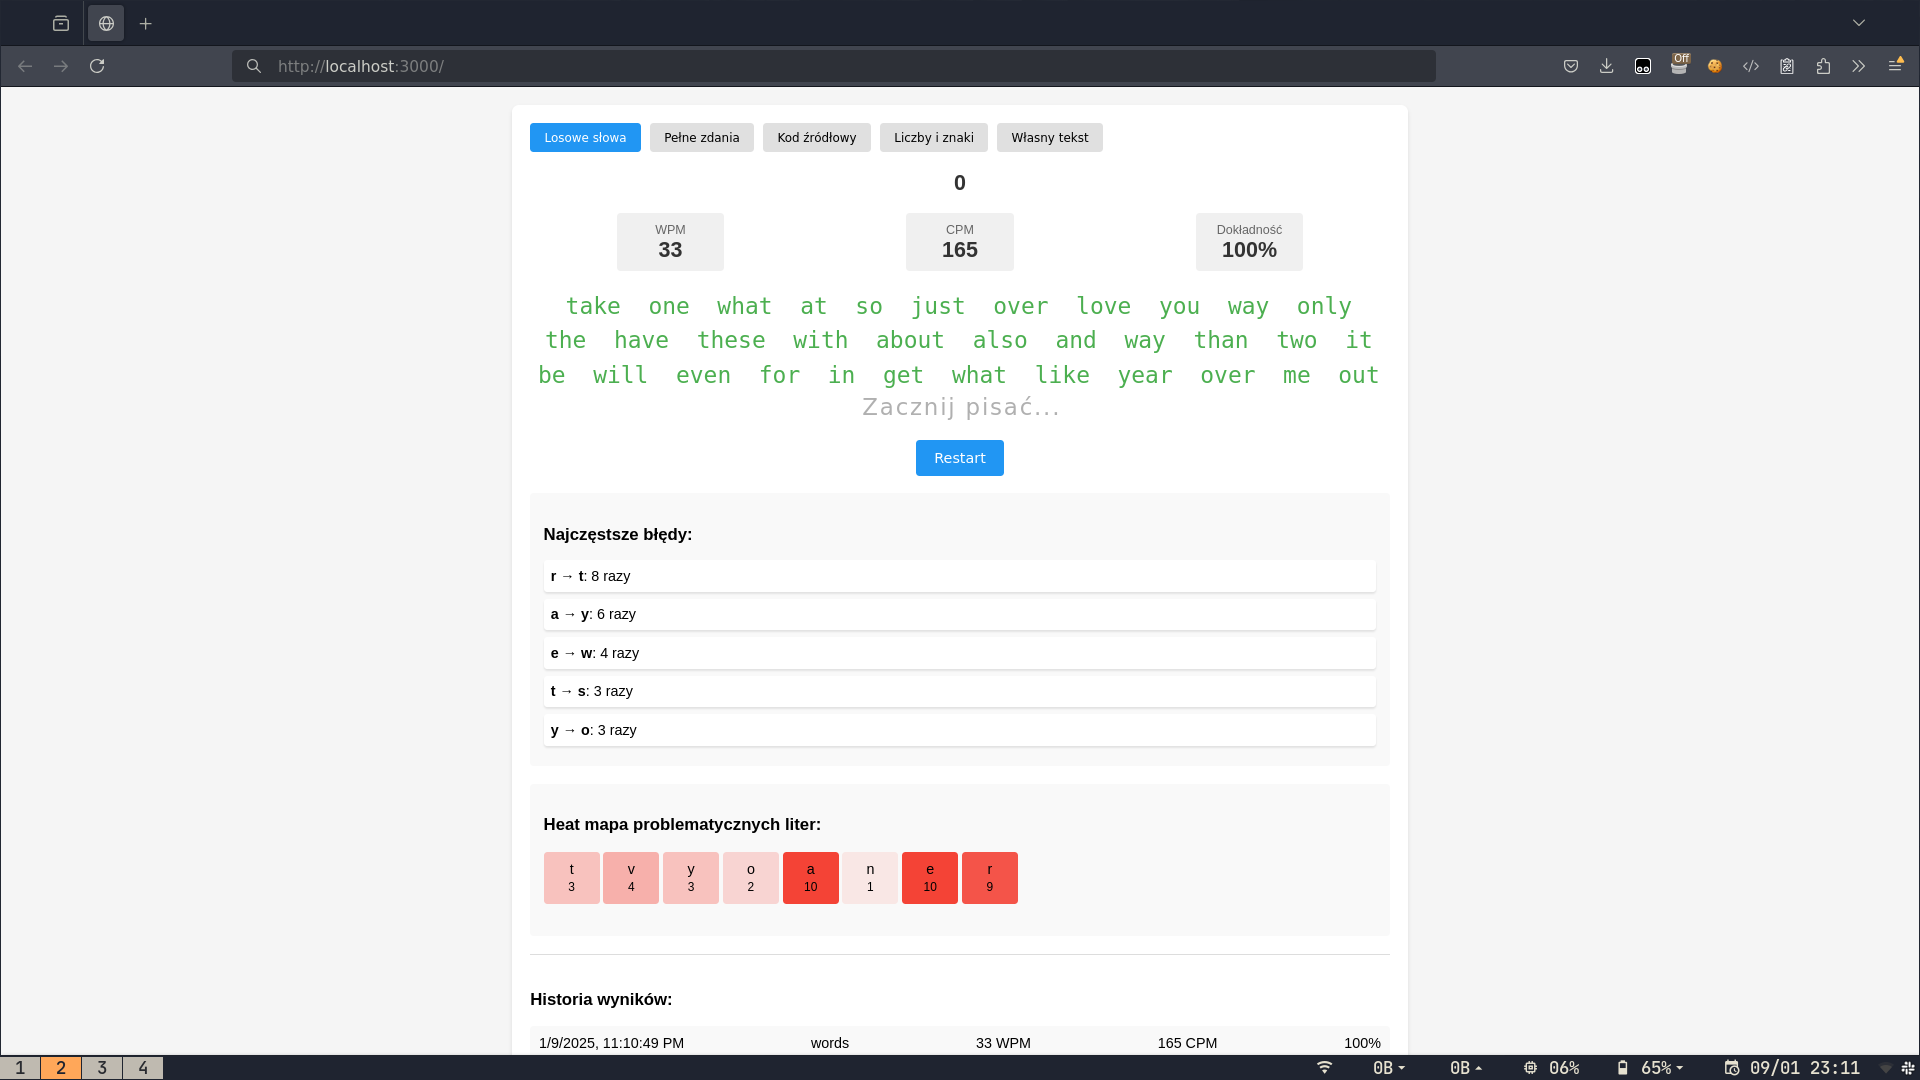 http://localhost:3000/
Off
Losowe słowa Pełne zdania Kod źródłowy Liczby i znaki Własny tekst
0
WPM CPM Dokładność
33 165 100%
take one what at so just over love you way only
the have these with about also and way than two it
be will even for in get what like year over me out
Zacznij pisać...
Restart
Najczęstsze błędy:
r → t: 8 razy
a → y: 6 razy
e → w: 4 razy
t → s: 3 razy
y → o: 3 razy
Heat mapa problematycznych liter:
t v y o a n e r
3 4 3 2 10 1 10 9
Historia wyników:
1/9/2025, 11:10:49 PM words 33 WPM 165 CPM 100%
1 2 3 4 0B 0B 06% 65% 09/01 23:11